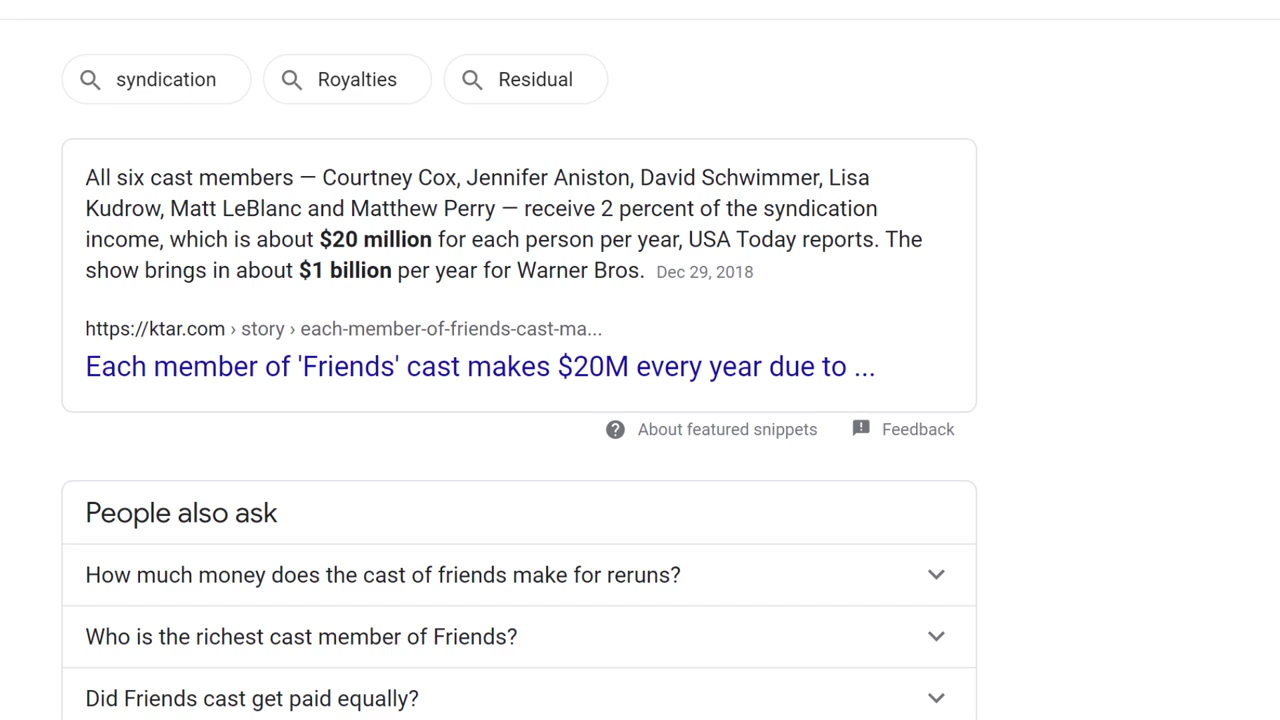 syndication Royalties Residual
All six cast members — Courtney Cox, Jennifer Aniston, David Schwimmer, Lisa
Kudrow, Matt LeBlanc and Matthew Perry — receive 2 percent of the syndication
income, which is about $20 million for each person per year, USA Today reports. The
show brings in about $1 billion per year for Warner Bros. Dec 29, 2018
https://ktar.com › story › each-member-of-friends-cast-ma...
Each member of 'Friends' cast makes $20M every year due to ...
About featured snippets Feedback
People also ask
How much money does the cast of friends make for reruns?
Who is the richest cast member of Friends?
Did Friends cast get paid equally?